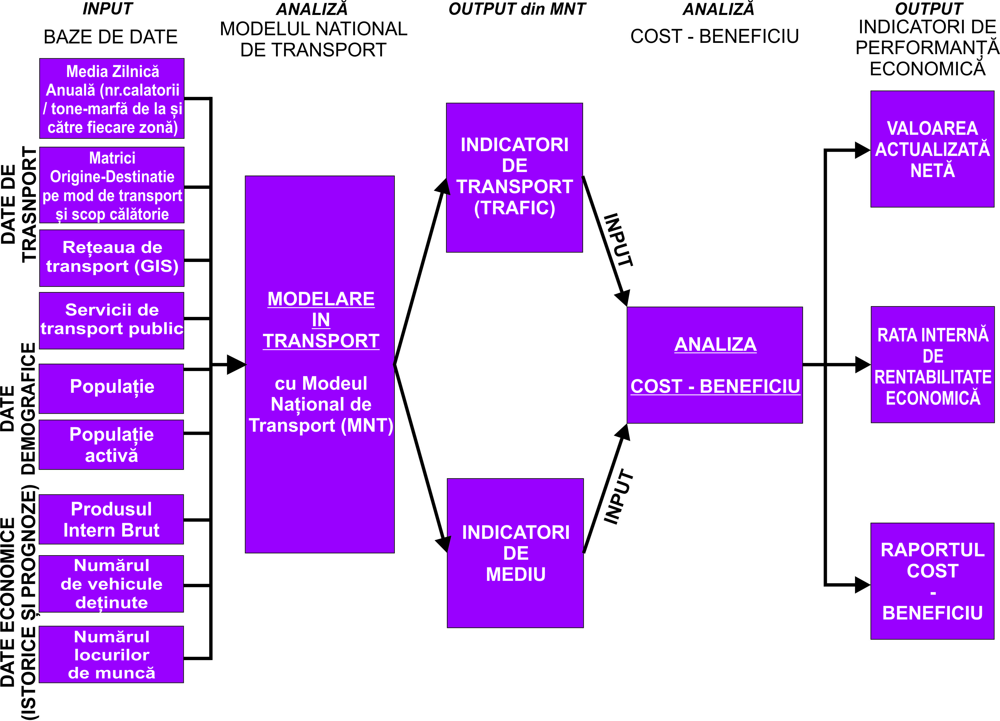 INPUT
BAZE DE DATE
ANALIZĂ
MODELUL NATIONAL
DE TRANSPORT
OUTPUT din MNT
ANALIZĂ
COST - BENEFICIU
OUTPUT
INDICATORI DE
PERFORMANȚĂ
ECONOMICĂ
DATE DE
TRASNPORT
Media Zilnică
Anuală (nr.calatorii
/ tone-marfă de la și
către fiecare zonă)
Matrici
Origine-Destinatie
pe mod de transport
și scop călătorie
Rețeaua de
transport (GIS)
Servicii de
transport public
DATE
DEMOGRAFICE
Populație
Populație
activă
DATE ECONOMICE
(ISTORICE ȘI PROGNOZE)
Produsul
Intern Brut
Numărul
de vehicule
deținute
Numărul
locurilor
de muncă
MODELARE
IN
TRANSPORT
cu Modeul
Național de
Transport (MNT)
INDICATORI
DE
TRANSPORT
(TRAFIC)
INPUT
INDICATORI
DE
MEDIU
INPUT
ANALIZA
COST - BENEFICIU
VALOAREA
ACTUALIZATĂ
NETĂ
RATA INTERNĂ
DE
RENTABILITATE
ECONOMICĂ
RAPORTUL
COST
-
BENEFICIU